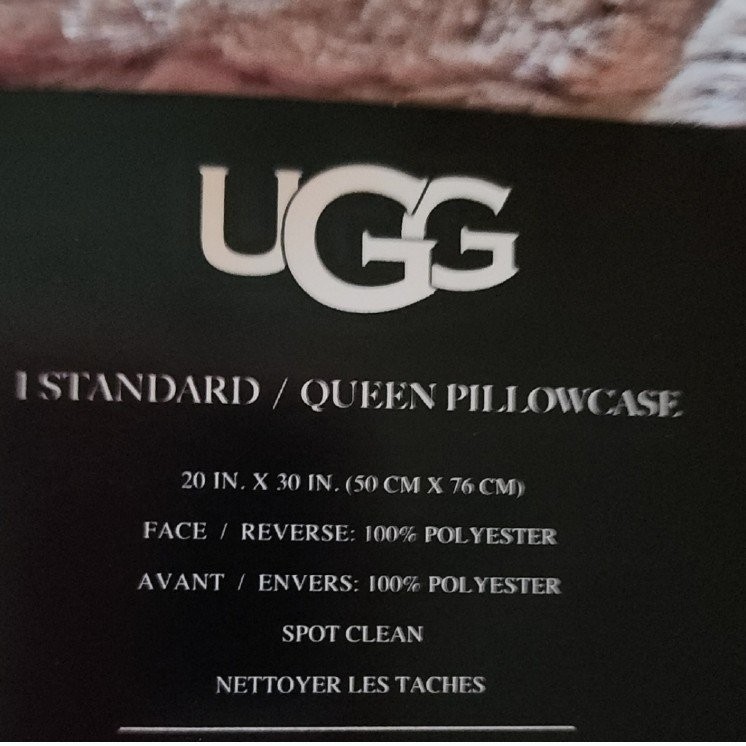 UGG
1 STANDARD / QUEEN PILLOWCASE
20 IN. X 30 IN. (50 CM X 76 CM)
FACE / REVERSE: 100% POLYESTER
AVANT / ENVERS: 100% POLYESTER
SPOT CLEAN
NETTOYER LES TACHES